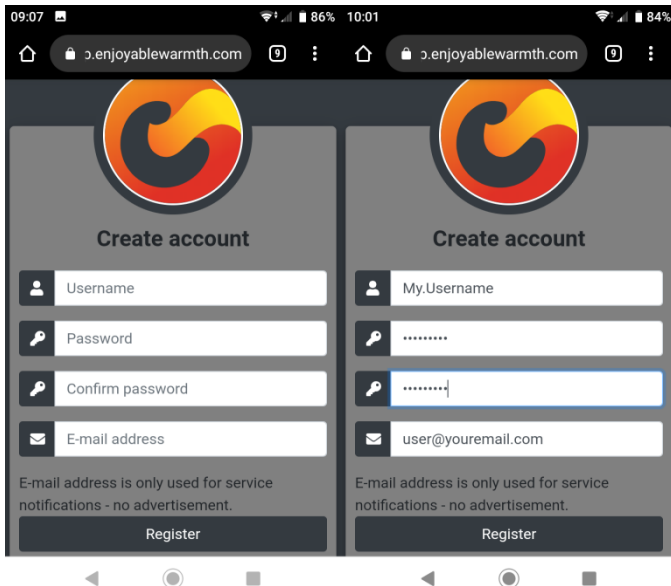 09:07
86%
ɔ.enjoyablewarmth.com
9
Create account
Username
Password
Confirm password
E-mail address
E-mail address is only used for service
notifications - no advertisement.
Register
10:01
84%
ɔ.enjoyablewarmth.com
9
Create account
My.Username
•••••••••
•••••••••
user@youremail.com
E-mail address is only used for service
notifications - no advertisement.
Register